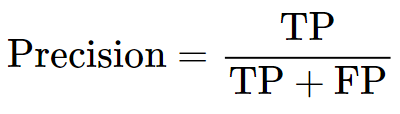 Precision = TP
TP + FP